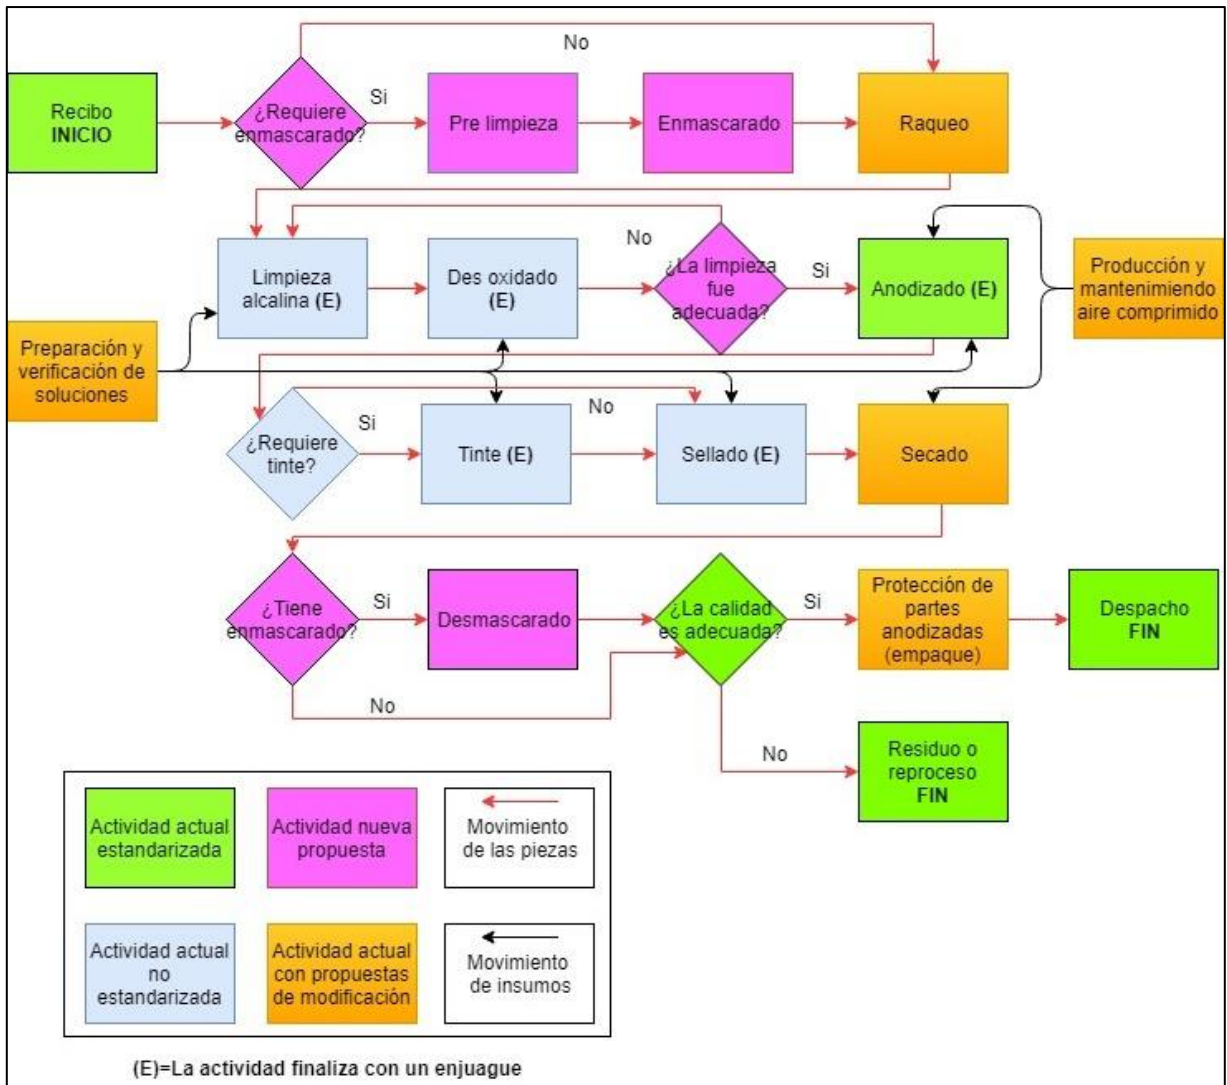 No
Recibo
INICIO
¿Requiere
enmascarado?
Si
Pre limpieza
Enmascarado
Raqueo
Limpieza
alcalina (E)
Des oxidado
(E)
No
¿La limpieza
fue
adecuada?
Si
Anodizado (E)
Producción y
mantenimiendo
aire comprimido
Preparación y
verificación de
soluciones
¿Requiere
tinte?
Si
Tinte (E)
No
Sellado (E)
Secado
¿Tiene
enmascarado?
Si
Desmascarado
No
¿La calidad
es adecuada?
Si
Protección de
partes
anodizadas
(empaque)
Despacho
FIN
No
Residuo o
reproceso
FIN
Actividad actual
estandarizada
Actividad nueva
propuesta
Movimiento
de las piezas
Actividad actual
no
estandarizada
Actividad actual
con propuestas
de modificación
Movimiento
de insumos
(E)=La actividad finaliza con un enjuague